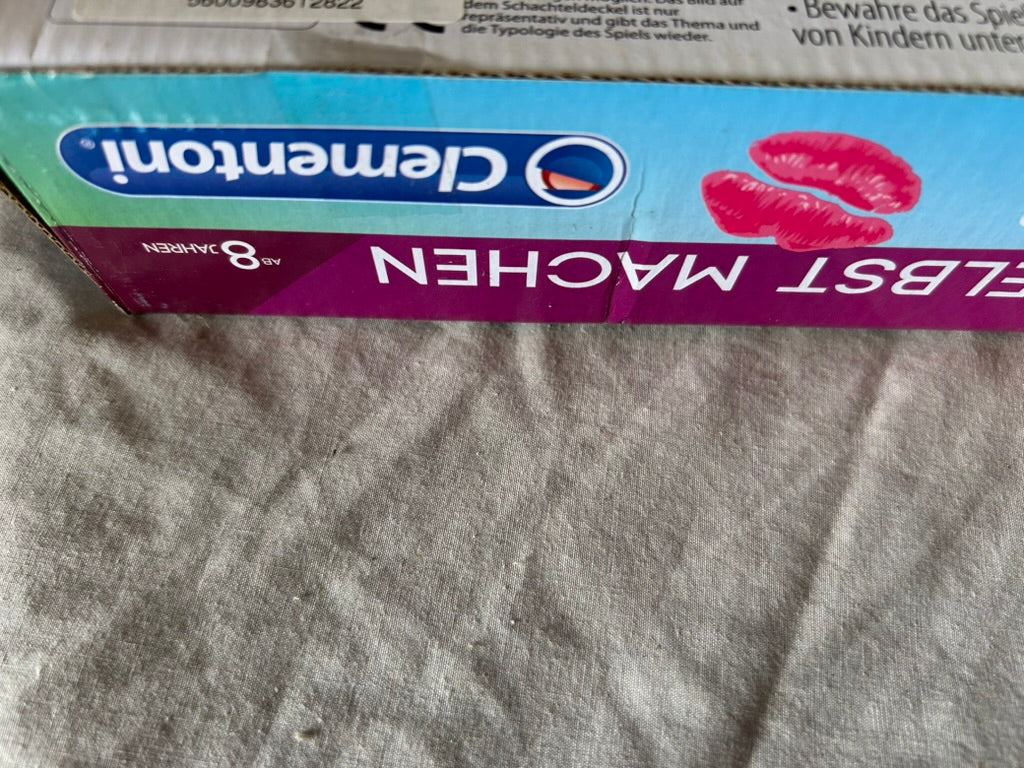 5600983612822
dem Schachteldeckel ist nur
repräsentativ und gibt das Thema und
die Typologie des Spiels wieder.
• Bewahre das Spiel
von Kindern unter
Clementoni®
AB 8 JAHREN
ELBST MACHEN